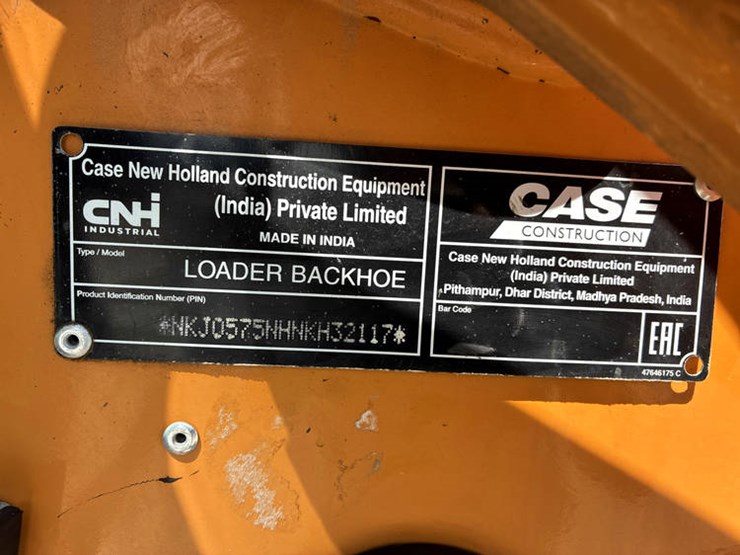 Case New Holland Construction Equipment
(India) Private Limited
CNH
INDUSTRIAL
MADE IN INDIA
Type / Model
LOADER BACKHOE
Product Identification Number (PIN)
*NKJ0575NHNKH32117*
CASE
CONSTRUCTION
Case New Holland Construction Equipment
(India) Private Limited
Pithampur, Dhar District, Madhya Pradesh, India
Bar Code
EAC
47646175 C